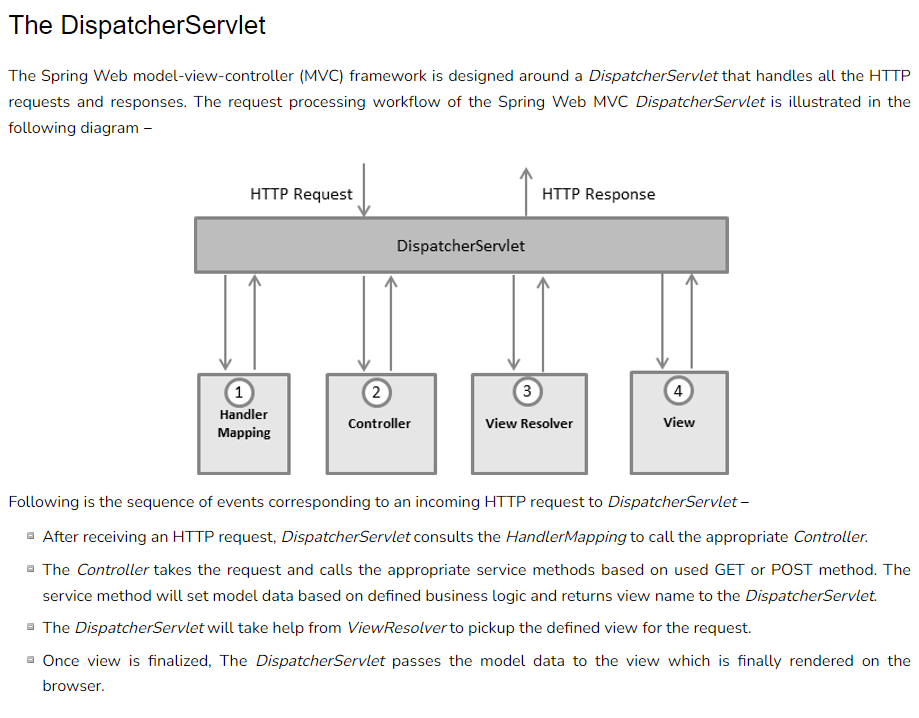 The DispatcherServlet
The Spring Web model-view-controller (MVC) framework is designed around a DispatcherServlet that handles all the HTTP
requests and responses. The request processing workflow of the Spring Web MVC DispatcherServlet is illustrated in the
following diagram –
HTTP Request
HTTP Response
DispatcherServlet
1
Handler
Mapping
2
Controller
3
View Resolver
4
View
Following is the sequence of events corresponding to an incoming HTTP request to DispatcherServlet –
After receiving an HTTP request, DispatcherServlet consults the HandlerMapping to call the appropriate Controller.
The Controller takes the request and calls the appropriate service methods based on used GET or POST method. The
service method will set model data based on defined business logic and returns view name to the DispatcherServlet.
The DispatcherServlet will take help from ViewResolver to pickup the defined view for the request.
Once view is finalized, The DispatcherServlet passes the model data to the view which is finally rendered on the
browser.